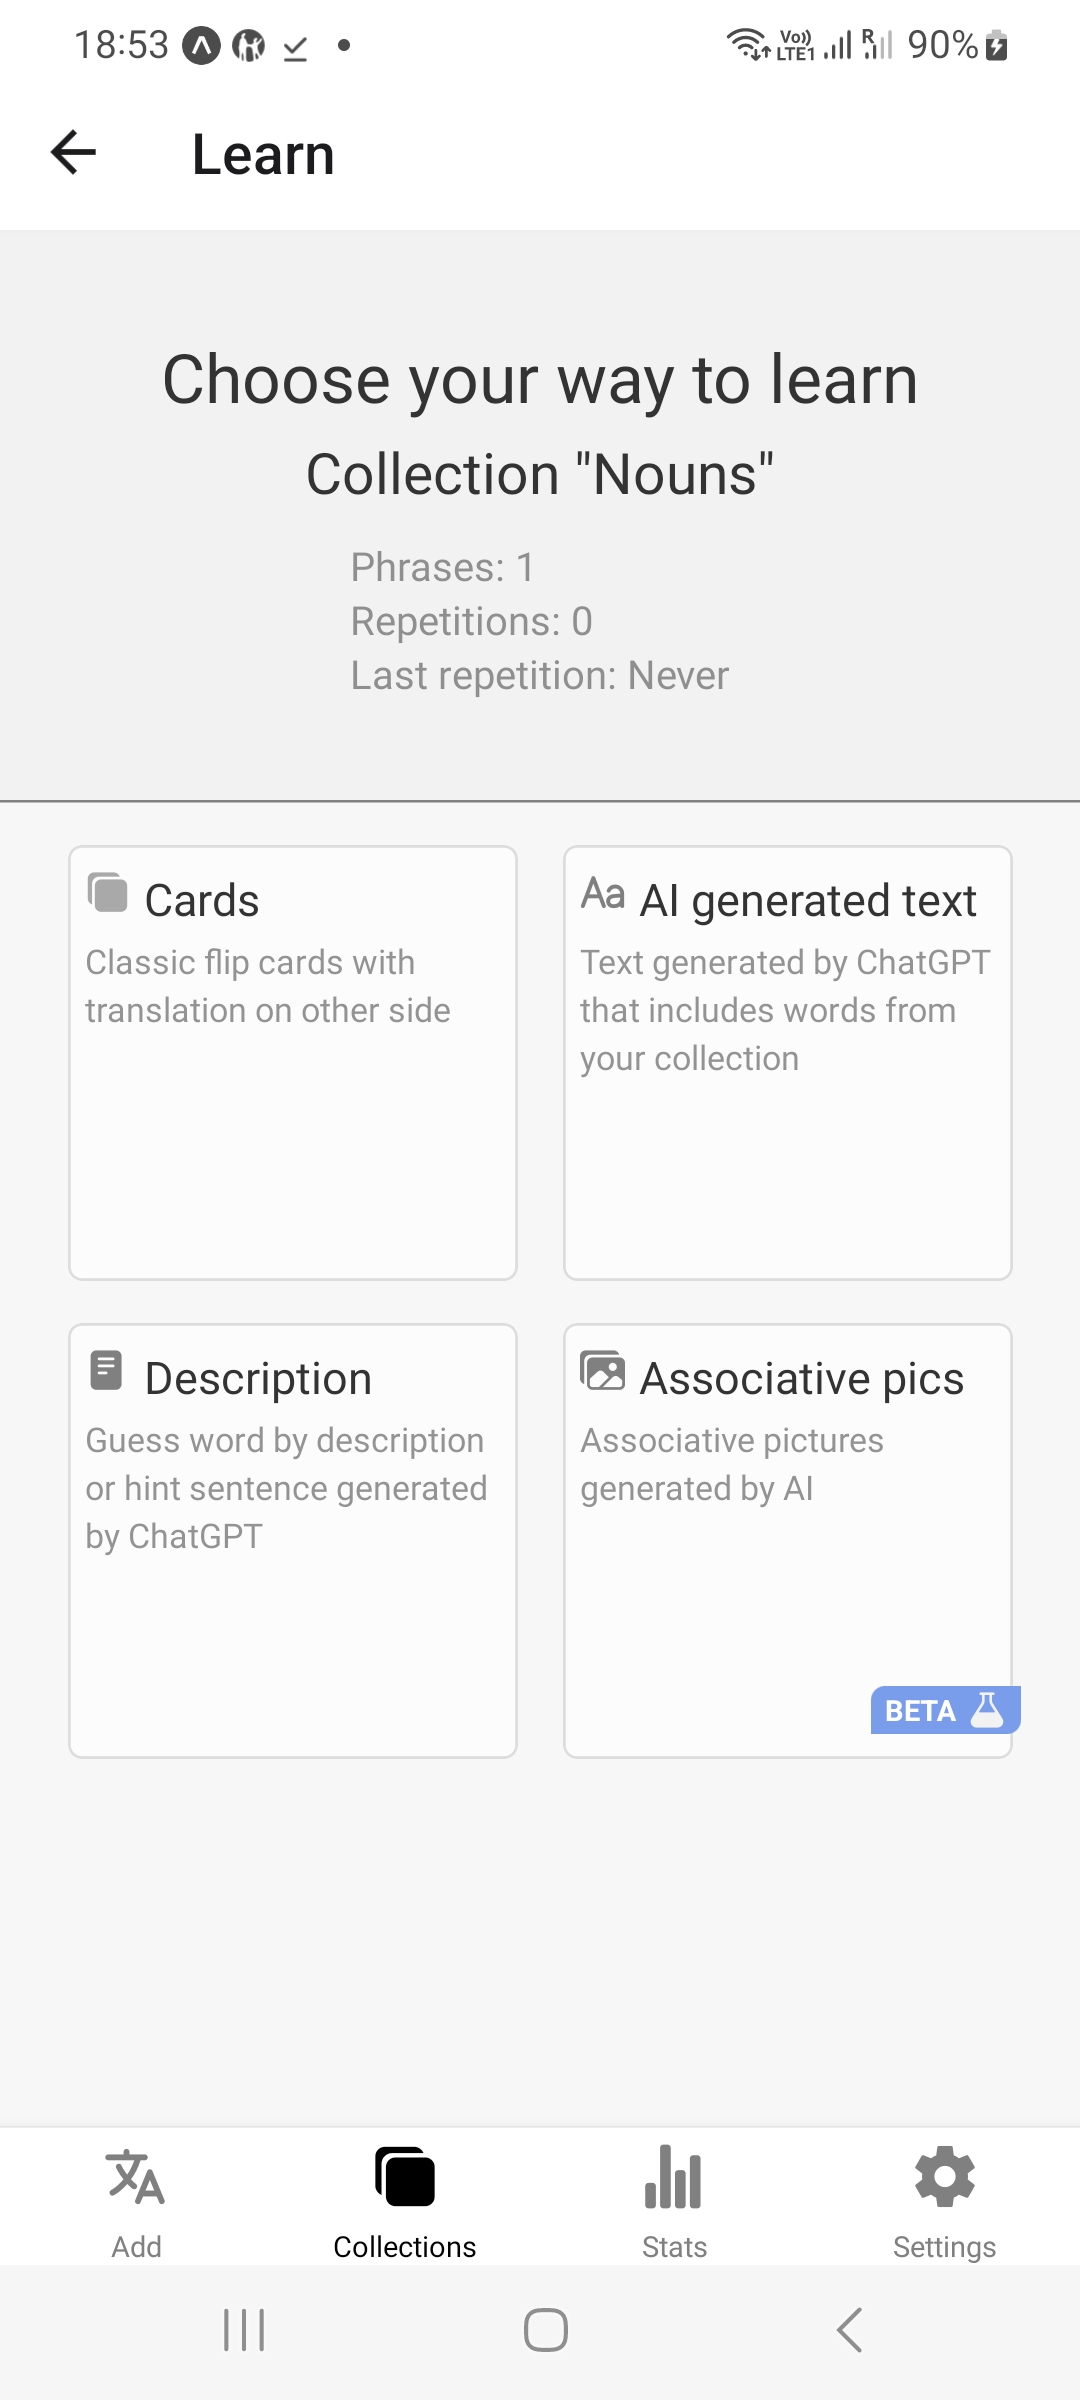 18:53
Vo)) LTE1
R
90%
Learn
Choose your way to learn
Collection "Nouns"
Phrases: 1
Repetitions: 0
Last repetition: Never
Cards
Classic flip cards with
translation on other side
Aa AI generated text
Text generated by ChatGPT
that includes words from
your collection
Description
Guess word by description
or hint sentence generated
by ChatGPT
Associative pics
Associative pictures
generated by AI
BETA
Add
Collections
Stats
Settings